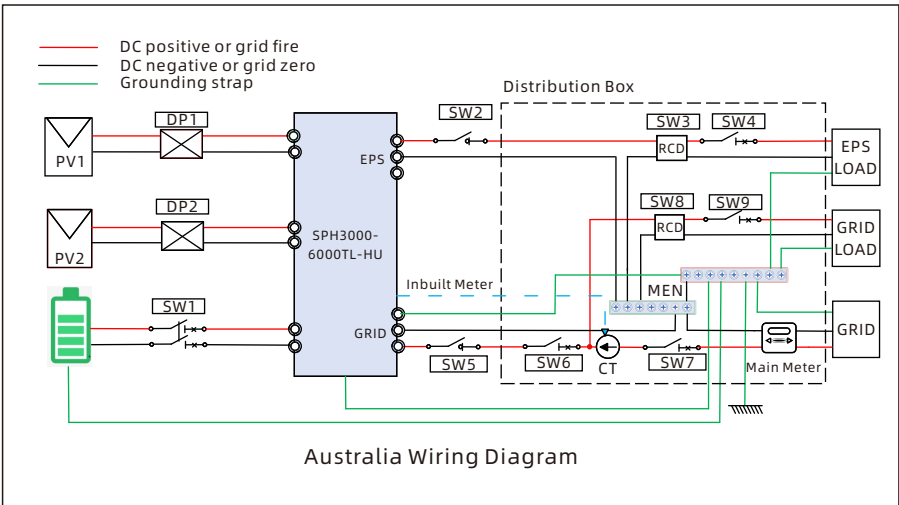 DC positive or grid fire
DC negative or grid zero
Grounding strap
Distribution Box
DP1
SW2
SW3
SW4
PV1
EPS
RCD
EPS
LOAD
DP2
SW8
SW9
PV2
SPH3000-
6000TL-HU
RCD
GRID
LOAD
Inbuilt Meter
MEN
SW1
GRID
GRID
SW5
SW6
CT
SW7
Main Meter
Australia Wiring Diagram